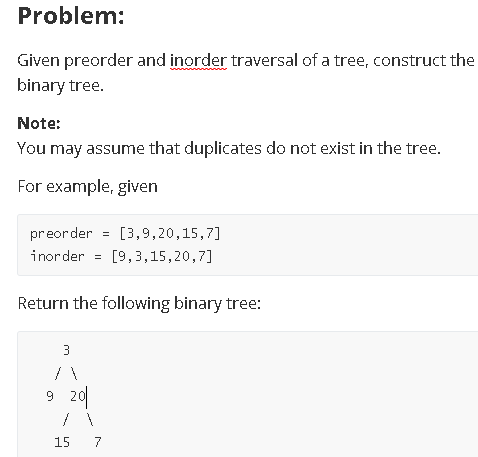 Problem:
Given preorder and inorder traversal of a tree, construct the
binary tree.
Note:
You may assume that duplicates do not exist in the tree.
For example, given
preorder = [3,9,20,15,7]
inorder = [9,3,15,20,7]
Return the following binary tree:
3
/ \
9 20
/ \
15 7